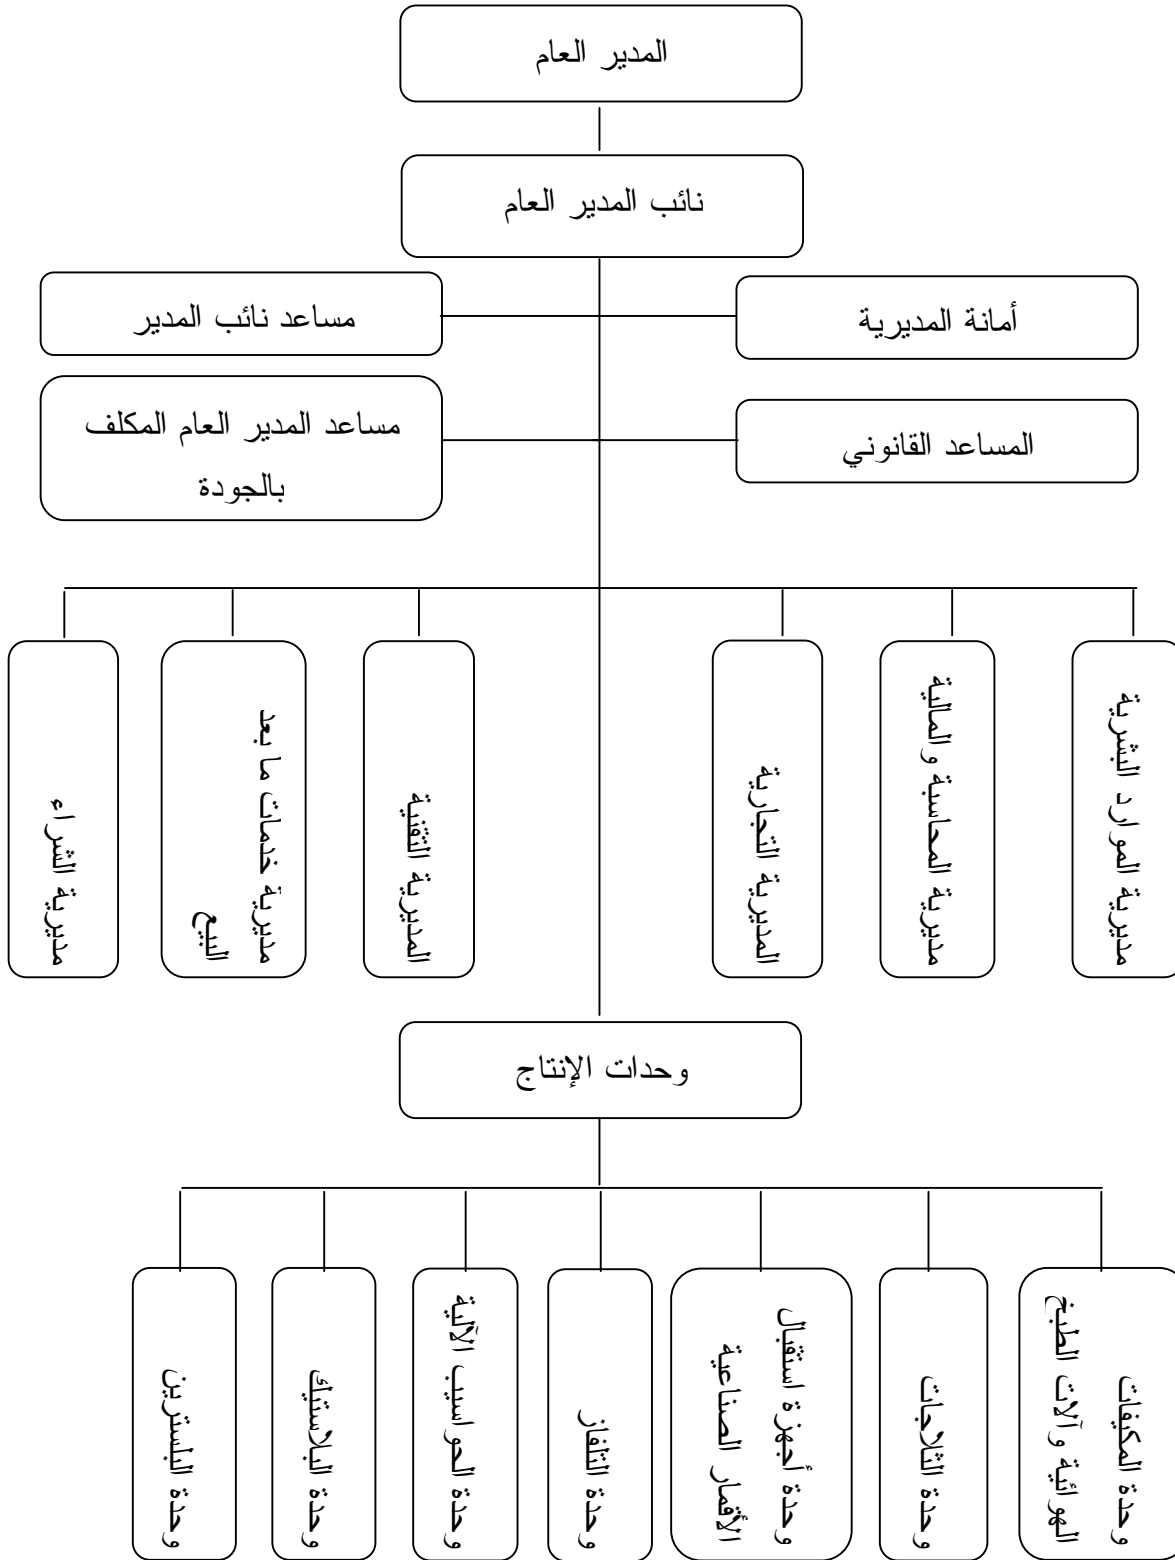 المدير العام
نائب المدير العام
أمانة المديرية
مساعد نائب المدير
المساعد القانوني
مساعد المدير العام المكلف
بالجودة
مديرية الموارد البشرية
مديرية المحاسبة والمالية
المديرية التجارية
المديرية التقنية
مديرية خدمات ما بعد
البيع
مديرية الشراء
وحدات الإنتاج
وحدة المكيفات
الهوائية وآلات الطبخ
وحدة الثلاجات
وحدة أجهزة استقبال
الأقمار الصناعية
وحدة التلفاز
وحدة الحواسيب الآلية
وحدة البلاستيك
وحدة البلسترين